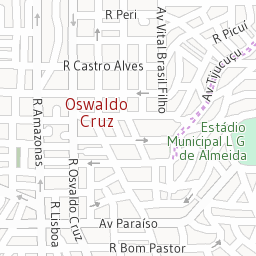 R Peri
Av Vital Brasil Filho
R Picuí
Av Tijucuçu
R Castro Alves
Oswaldo
Cruz
R Amazonas
Estádio
Municipal L G
de Almeida
R Osvaldo Cruz
R Lisboa
Av Paraíso
R Bom Pastor